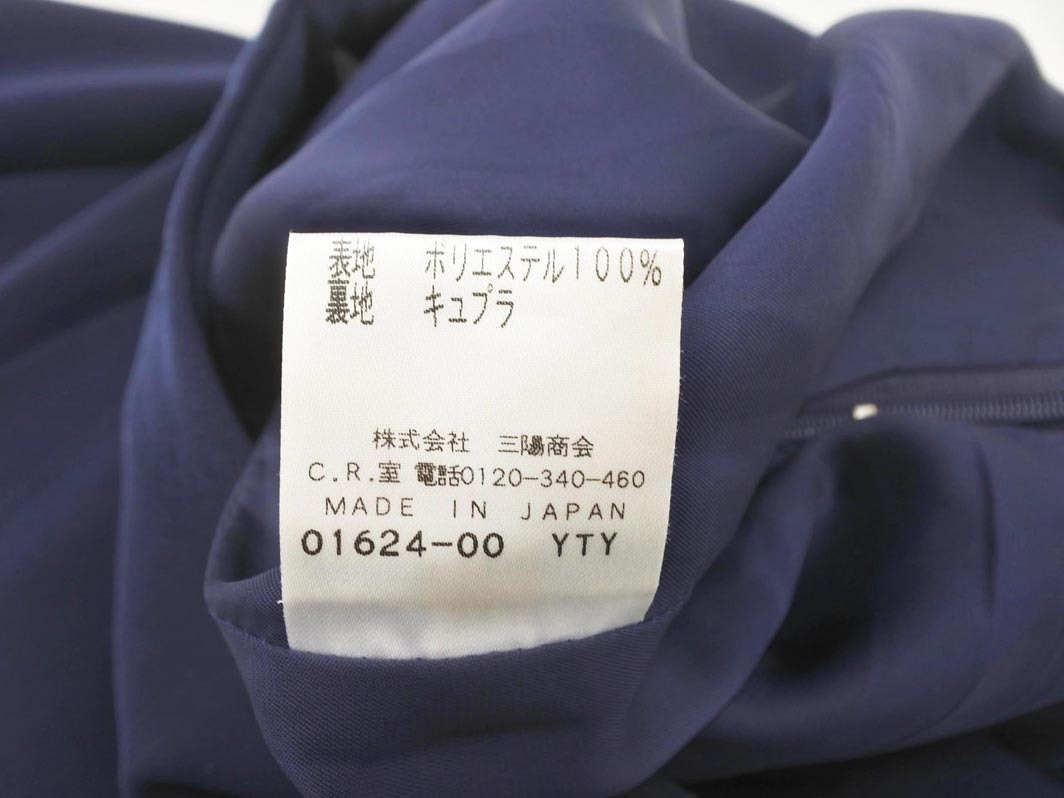 表地 ポリエステル100%
裏地 キュプラ
株式会社 三陽商会
C.R.室 電話0120-340-460
MADE IN JAPAN
01624-00 YTY